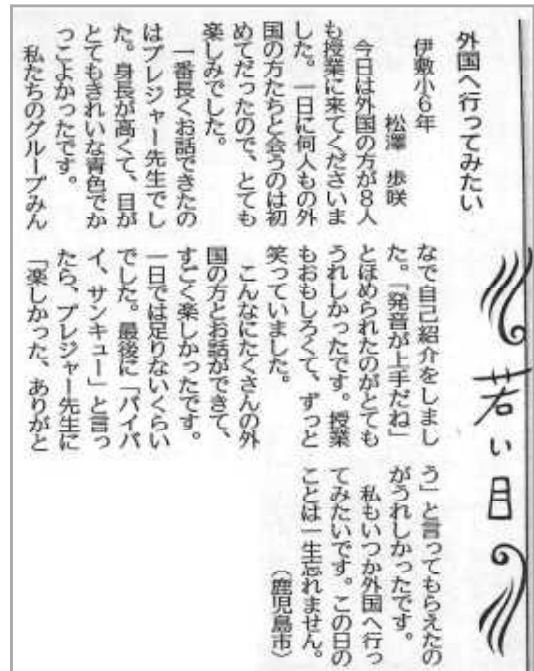 若い目
外国へ行ってみたい
伊敷小6年
松澤　歩咲
今日は外国の方が8人
も授業に来てくださいま
した。一日に何人もの外
国の方たちと会うのは初
めてだったので、とても
楽しみでした。
一番長くお話できたの
はプレジャー先生でし
た。身長が高くて、目が
とてもきれいな青色でか
っこよかったです。
私たちのグループみん
なで自己紹介をしまし
た。「発音が上手だね」
とほめられたのがとても
うれしかったです。授業
もおもしろくて、ずっと
笑っていました。
こんなにたくさんの外
国の方とお話ができて、
すごく楽しかったです。
一日では足りないくらい
でした。最後に「バイバ
イ、サンキュー」と言っ
たら、プレジャー先生に
「楽しかった、ありがと
う」と言ってもらえたの
がうれしかったです。
私もいつか外国へ行っ
てみたいです。この日の
ことは一生忘れません。
（鹿児島市）